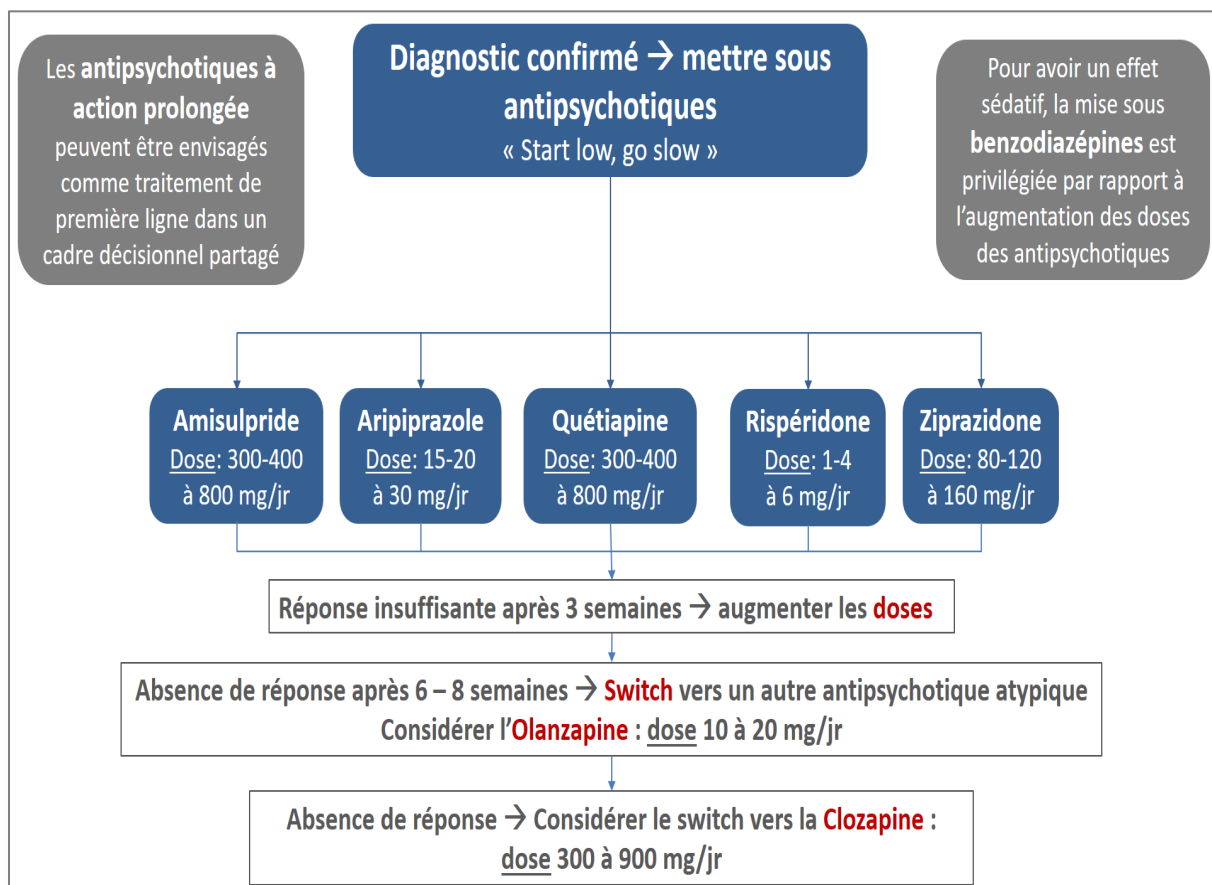 Les antipsychotiques à
action prolongée
peuvent être envisagés
comme traitement de
première ligne dans un
cadre décisionnel partagé
Diagnostic confirmé → mettre sous
antipsychotiques
« Start low, go slow »
Pour avoir un effet
sédatif, la mise sous
benzodiazépines est
privilégiée par rapport à
l’augmentation des doses
des antipsychotiques
Amisulpride
Dose: 300-400
à 800 mg/jr
Aripiprazole
Dose: 15-20
à 30 mg/jr
Quétiapine
Dose: 300-400
à 800 mg/jr
Rispéridone
Dose: 1-4
à 6 mg/jr
Ziprazidone
Dose: 80-120
à 160 mg/jr
Réponse insuffisante après 3 semaines → augmenter les doses
Absence de réponse après 6 – 8 semaines → Switch vers un autre antipsychotique atypique
Considérer l’Olanzapine : dose 10 à 20 mg/jr
Absence de réponse → Considérer le switch vers la Clozapine :
dose 300 à 900 mg/jr